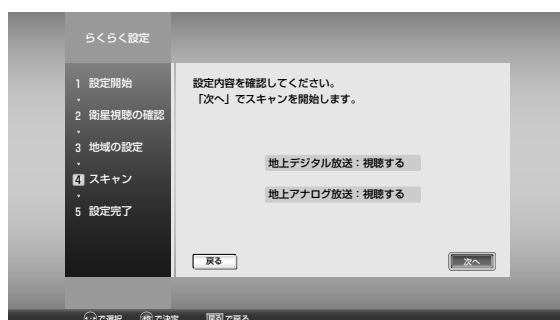 らくらく設定
1 設定開始
2 衛星視聴の確認
3 地域の設定
4 スキャン
5 設定完了
設定内容を確認してください。
「次へ」でスキャンを開始します。
地上デジタル放送：視聴する
地上アナログ放送：視聴する
戻る
次へ
で選択 決定 で決定 戻る で戻る